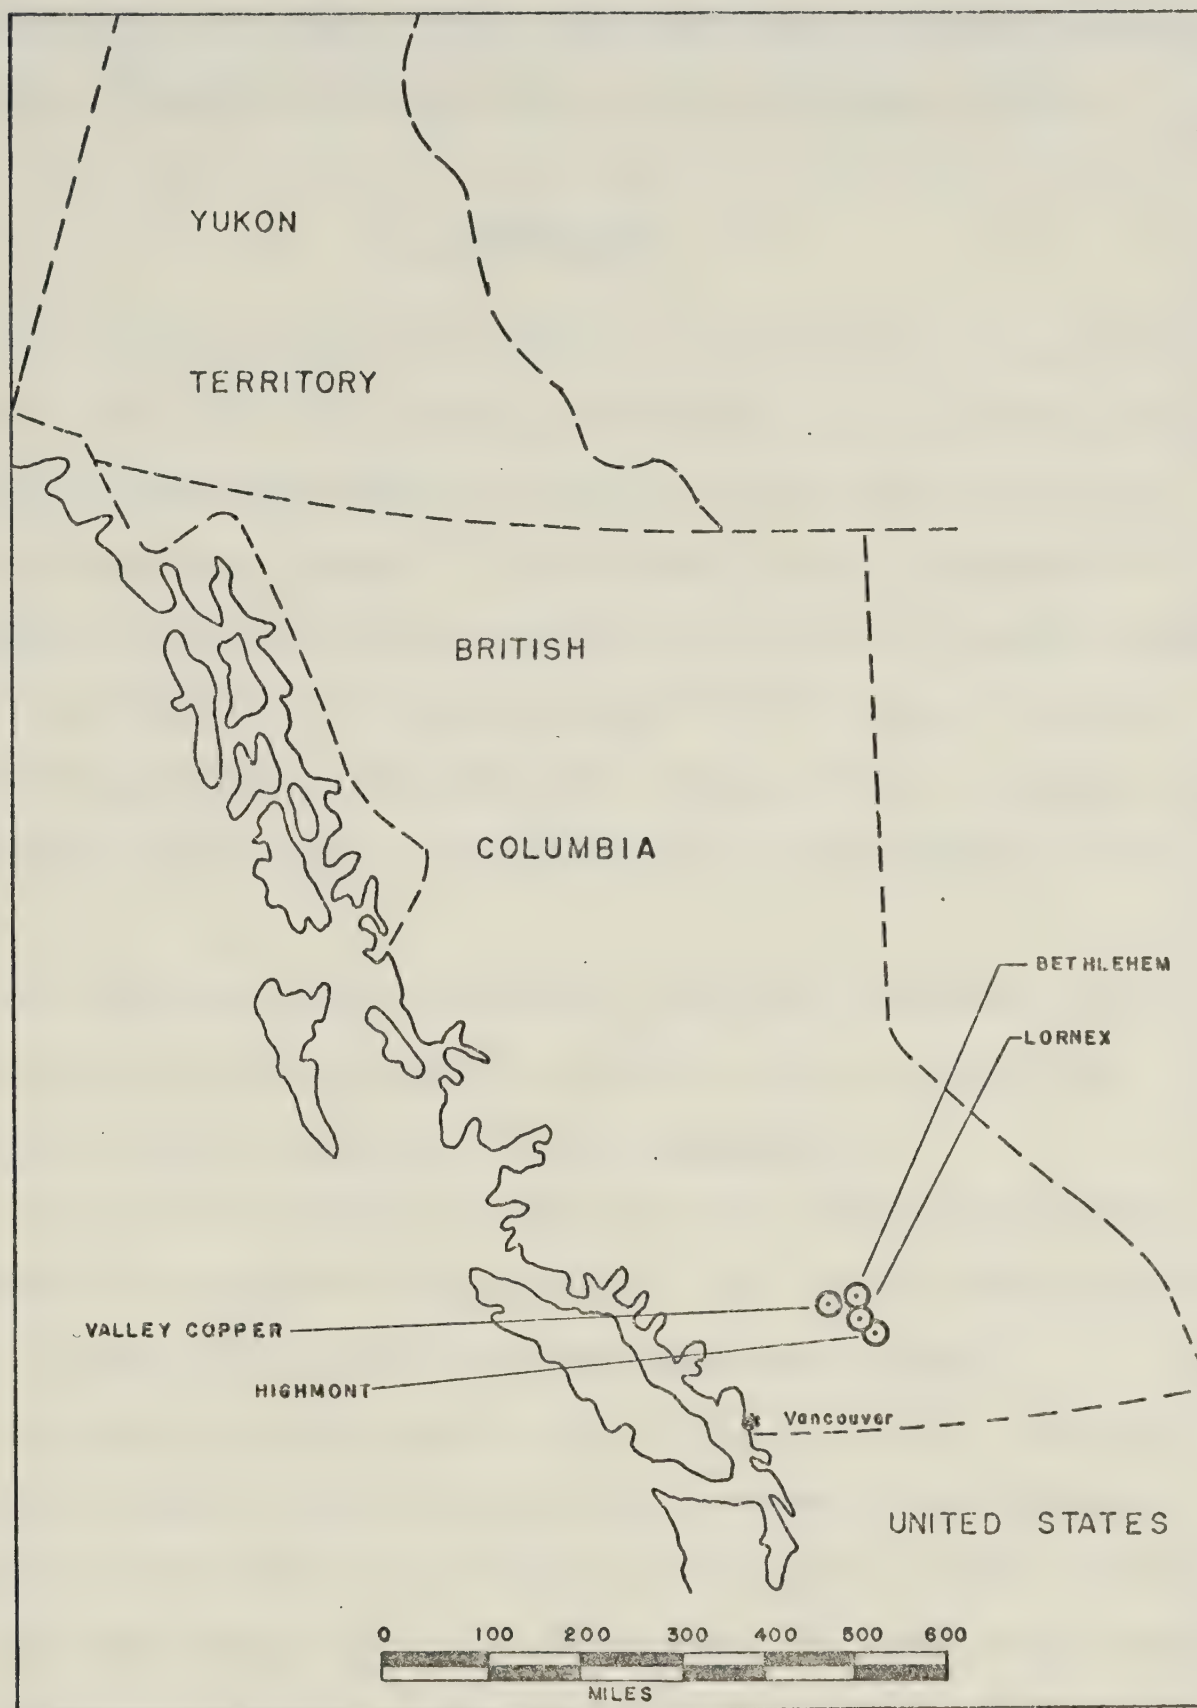 YUKON
TERRITORY
BRITISH
COLUMBIA
BETHLEHEM
LORNEX
VALLEY COPPER
HIGHMONT
Vancouver
UNITED STATES
0 100 200 300 400 500 600
MILES